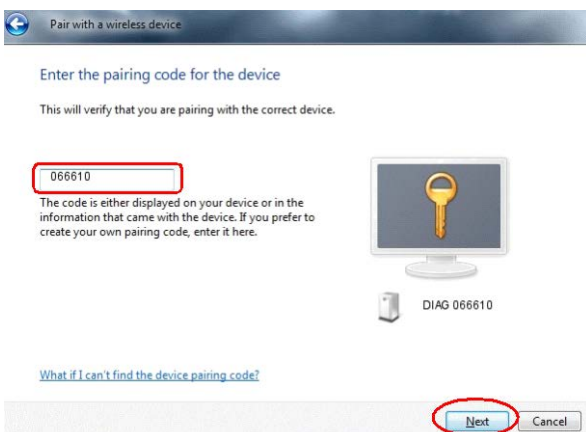 Pair with a wireless device
Enter the pairing code for the device
This will verify that you are pairing with the correct device.
066610
The code is either displayed on your device or in the
information that came with the device. If you prefer to
create your own pairing code, enter it here.
DIAG 066610
What if I can't find the device pairing code?
Next
Cancel